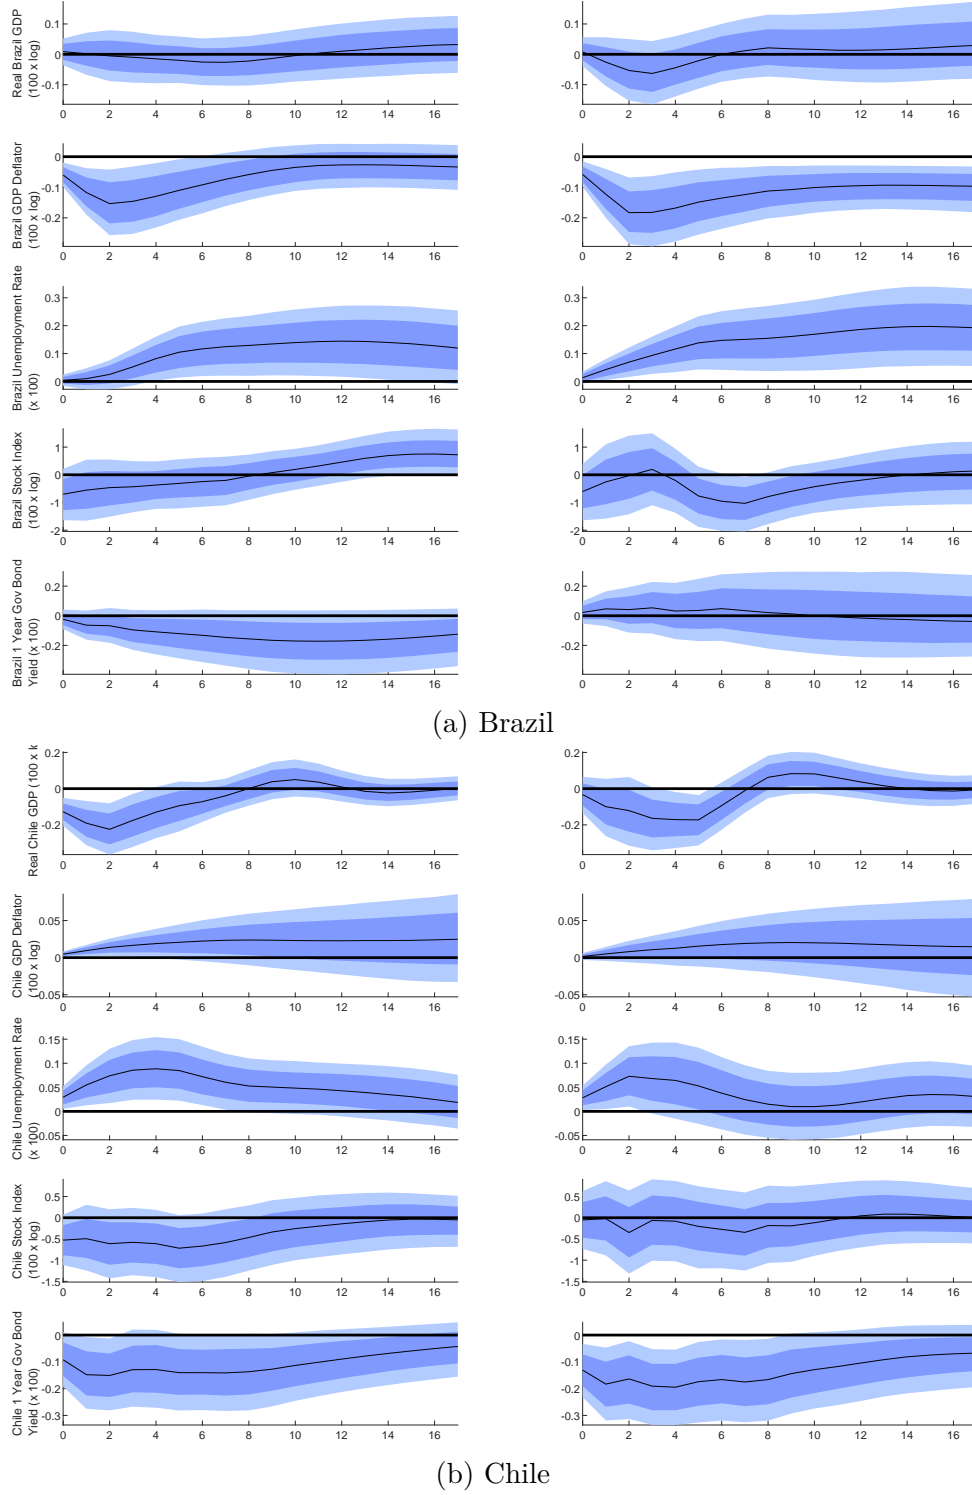 Real Brazil GDP
(100 x log)
0.1
0
-0.1
0 2 4 6 8 10 12 14 16
0.1
0
-0.1
0 2 4 6 8 10 12 14 16
Brazil GDP Deflator
(100 x log)
0
-0.1
-0.2
0 2 4 6 8 10 12 14 16
0
-0.1
-0.2
0 2 4 6 8 10 12 14 16
Brazil Unemployment Rate
(x 100)
0.3
0.2
0.1
0
0 2 4 6 8 10 12 14 16
0.3
0.2
0.1
0
0 2 4 6 8 10 12 14 16
Brazil Stock Index
(100 x log)
1
0
-1
-2
0 2 4 6 8 10 12 14 16
1
0
-1
-2
0 2 4 6 8 10 12 14 16
Brazil 1 Year Gov Bond
Yield (x 100)
0.2
0
-0.2
0 2 4 6 8 10 12 14 16
0.2
0
-0.2
0 2 4 6 8 10 12 14 16
(a) Brazil
Real Chile GDP (100 x k
0.2
0
-0.2
0 2 4 6 8 10 12 14 16
0.2
0
-0.2
0 2 4 6 8 10 12 14 16
Chile GDP Deflator
(100 x log)
0.05
0
-0.05
0 2 4 6 8 10 12 14 16
0.05
0
-0.05
0 2 4 6 8 10 12 14 16
Chile Unemployment Rate
(x 100)
0.15
0.1
0.05
0
-0.05
0 2 4 6 8 10 12 14 16
0.15
0.1
0.05
0
-0.05
0 2 4 6 8 10 12 14 16
Chile Stock Index
(100 x log)
0.5
0
-0.5
-1
-1.5
0 2 4 6 8 10 12 14 16
0.5
0
-0.5
-1
-1.5
0 2 4 6 8 10 12 14 16
Chile 1 Year Gov Bond
Yield (x 100)
0
-0.1
-0.2
-0.3
0 2 4 6 8 10 12 14 16
0
-0.1
-0.2
-0.3
0 2 4 6 8 10 12 14 16
(b) Chile